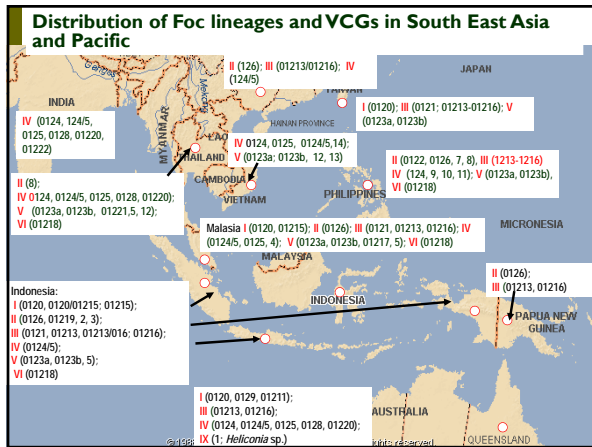 Distribution of Foc lineages and VCGs in South East Asia
and Pacific
II (126); III (01213/01216); IV
(124/5)
JAPAN
Ganges
Mekong
INDIA
IV (0124, 124/5,
0125, 0128, 01220,
01222)
MYANMAR
HAINAN PROVINCE
I (0120); III (0121; 01213-01216); V
(0123a, 0123b)
THAILAND
IV 0124, 0125, 0124/5,14);
V (0123a; 0123b, 12, 13)
CAMBODIA
VIETNAM
II (0122, 0126, 7, 8), III (1213-1216)
IV (124, 9, 10, 11); V (0123a, 0123b),
VI (01218)
PHILIPPINES
II (8);
IV 0124, 0124/5, 0125, 0128, 01220);
V (0123a, 0123b, 01221,5, 12);
VI (01218)
MICRONESIA
Malasia I (0120, 01215); II (0126); III (0121, 01213, 01216); IV
(0124/5, 0125, 4); V (0123a, 0123b, 01217, 5); VI (01218)
MALAYSIA
II (0126);
III (01213, 01216)
Indonesia:
I (0120, 0120/01215; 01215);
II (0126, 01219, 2, 3);
III (0121, 01213, 01213/016; 01216);
IV (0124/5);
V (0123a, 0123b, 5);
VI (01218)
INDONESIA
PAPUA NEW
GUINEA
I (0120, 0129, 01211);
III (01213, 01216);
IV (0124, 0124/5, 0125, 0128, 01220);
IX (1; Heliconia sp.)
AUSTRALIA
QUEENSLAND
rights reserved.